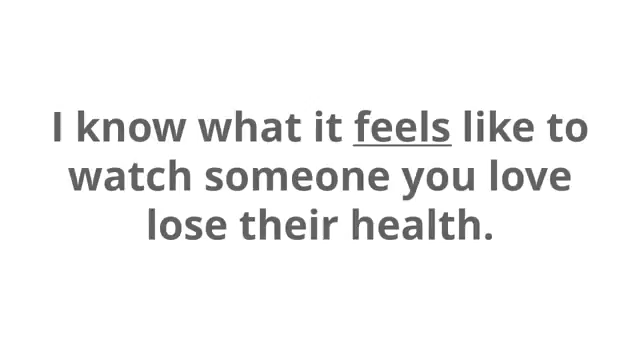 I know what it feels like to
watch someone you love
lose their health.